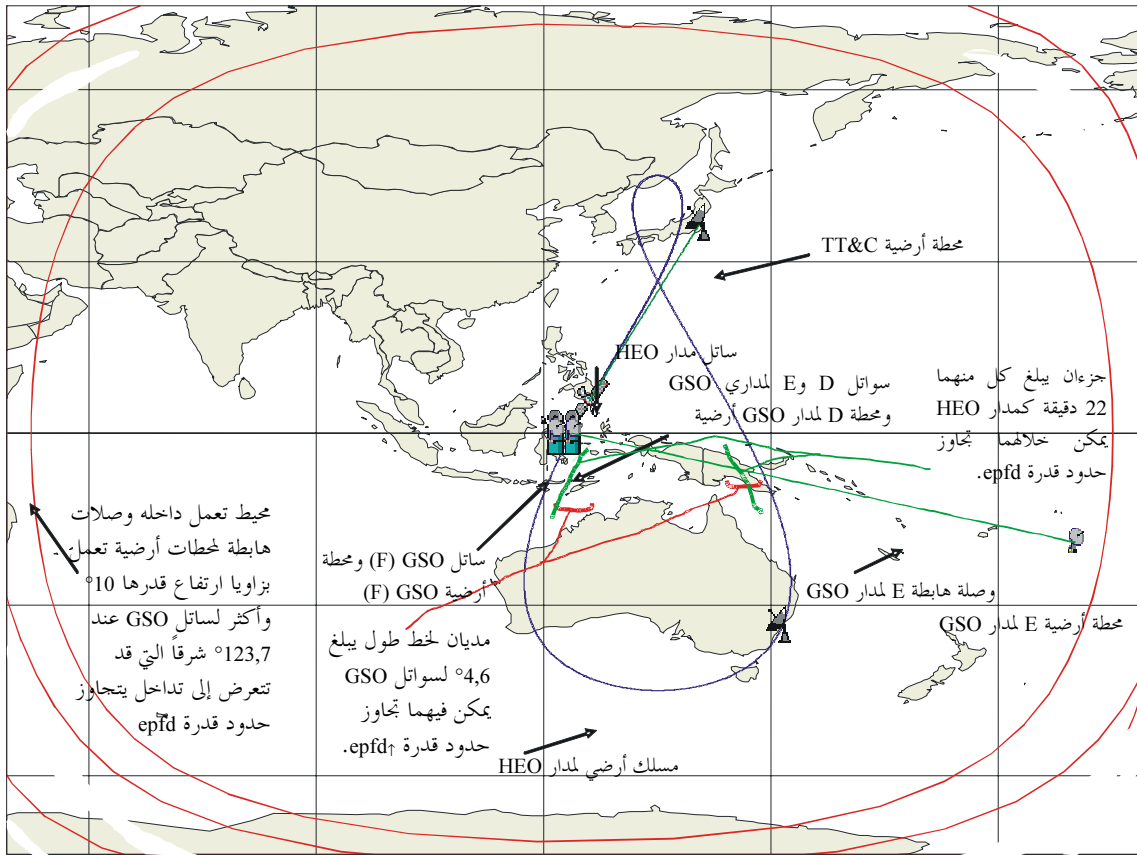 محطة أرضية TT&C
ساتل مدار HEO
سواتل D و E لمداري GSO
ومحطة D لمدار GSO أرضية
جزءان يبلغ كل منهما
22 دقيقة كمدار HEO
يمكن خلالهما تجاوز
حدود قدرة epfd.
محيط تعمل داخله وصلات
هابطة لمحطات أرضية تعمل
بزاويا ارتفاع قدرها 10°
وأكثر لساتل GSO عند
123,7° شرقاً التي قد
تتعرض إلى تداخل يتجاوز
حدود قدرة epfd
ساتل GSO (F) ومحطة
أرضية GSO (F)
وصلة هابطة E لمدار GSO
محطة أرضية E لمدار GSO
مديان لخط طول يبلغ
4,6° لسواتل GSO
يمكن فيهما تجاوز
حدود قدرة epfd↑.
مسلك أرضي لمدار HEO